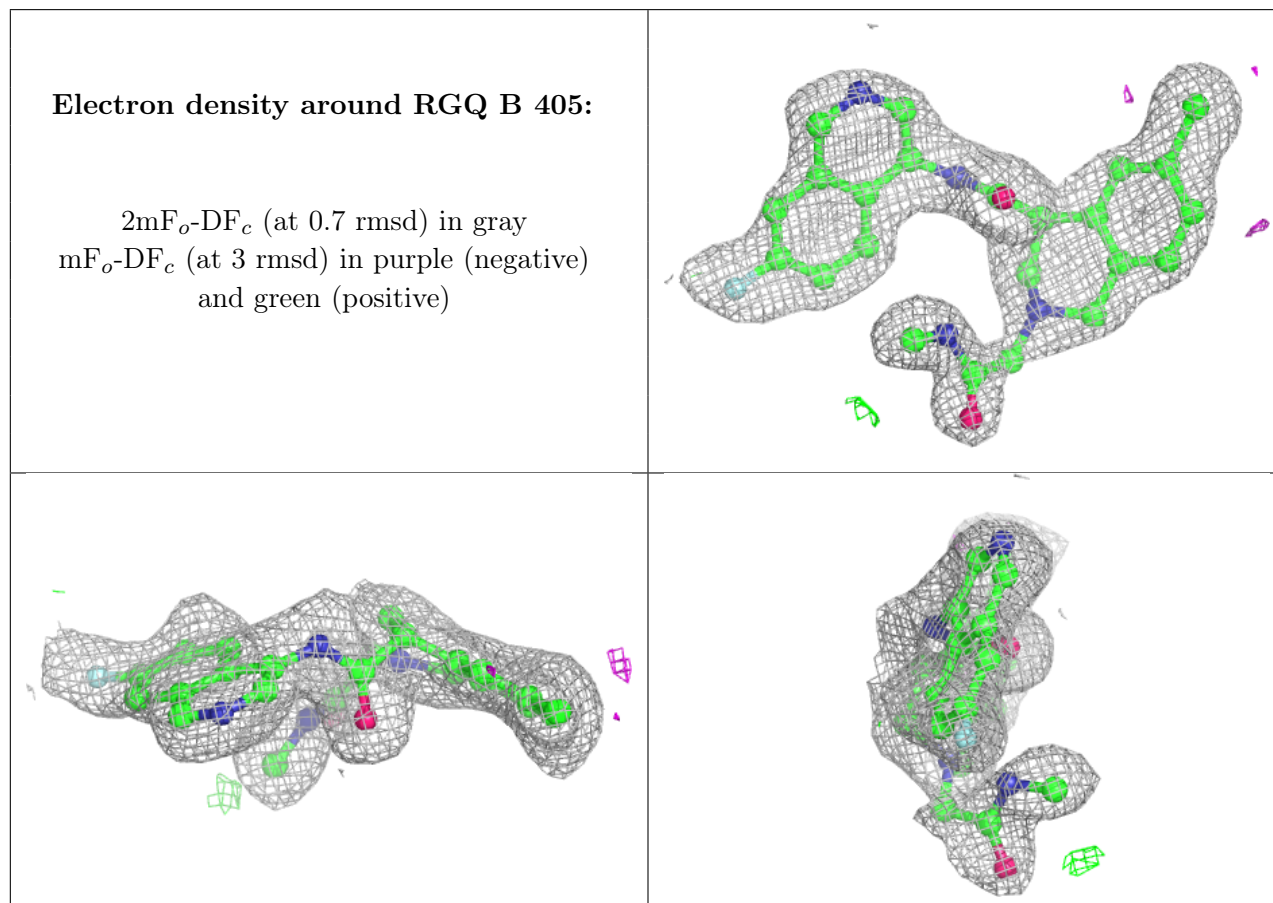 Electron density around RGQ B 405:
2mFo-DFc (at 0.7 rmsd) in gray
mFo-DFc (at 3 rmsd) in purple (negative)
and green (positive)